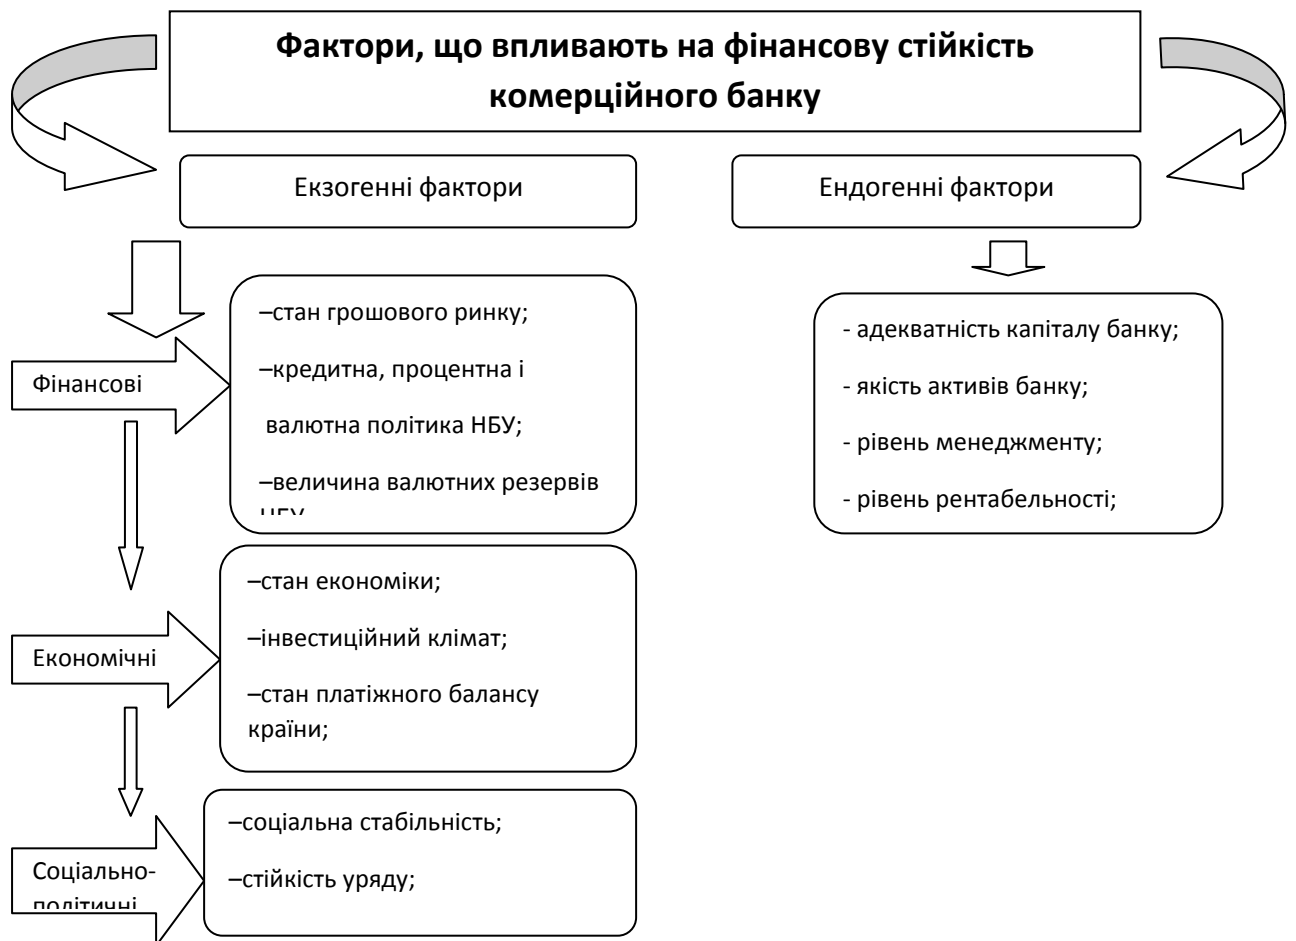 Фактори, що впливають на фінансову стійкість
комерційного банку
Екзогенні фактори
Ендогенні фактори
Фінансові
–стан грошового ринку;
–кредитна, процентна і
валютна політика НБУ;
–величина валютних резервів
- адекватність капіталу банку;
- якість активів банку;
- рівень менеджменту;
- рівень рентабельності;
Економічні
–стан економіки;
–інвестиційний клімат;
–стан платіжного балансу
країни;
Соціально-
політичні
–соціальна стабільність;
–стійкість уряду;